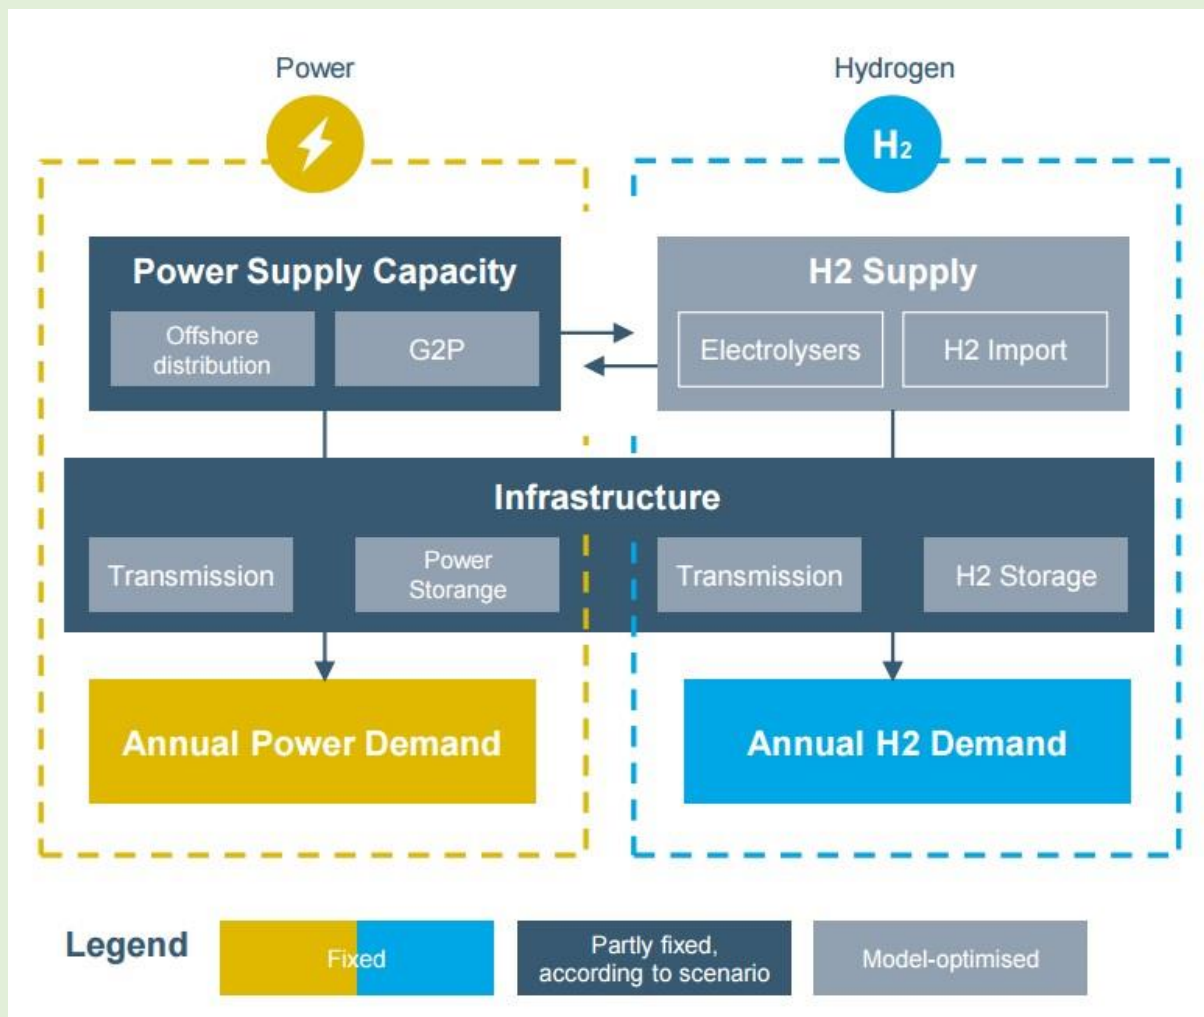 Power
Hydrogen
H2
Power Supply Capacity
Offshore
distribution
G2P
H2 Supply
Electrolysers
H2 Import
Infrastructure
Transmission
Power
Storange
Transmission
H2 Storage
Annual Power Demand
Annual H2 Demand
Legend
Fixed
Partly fixed,
according to scenario
Model-optimised